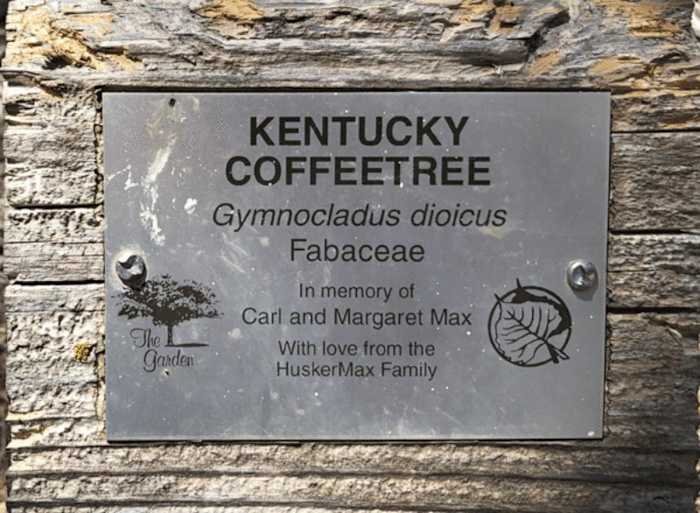 KENTUCKY
COFFEETREE
Gymnocladus dioicus
Fabaceae
In memory of
Carl and Margaret Max
With love from the
HuskerMax Family
The
Garden